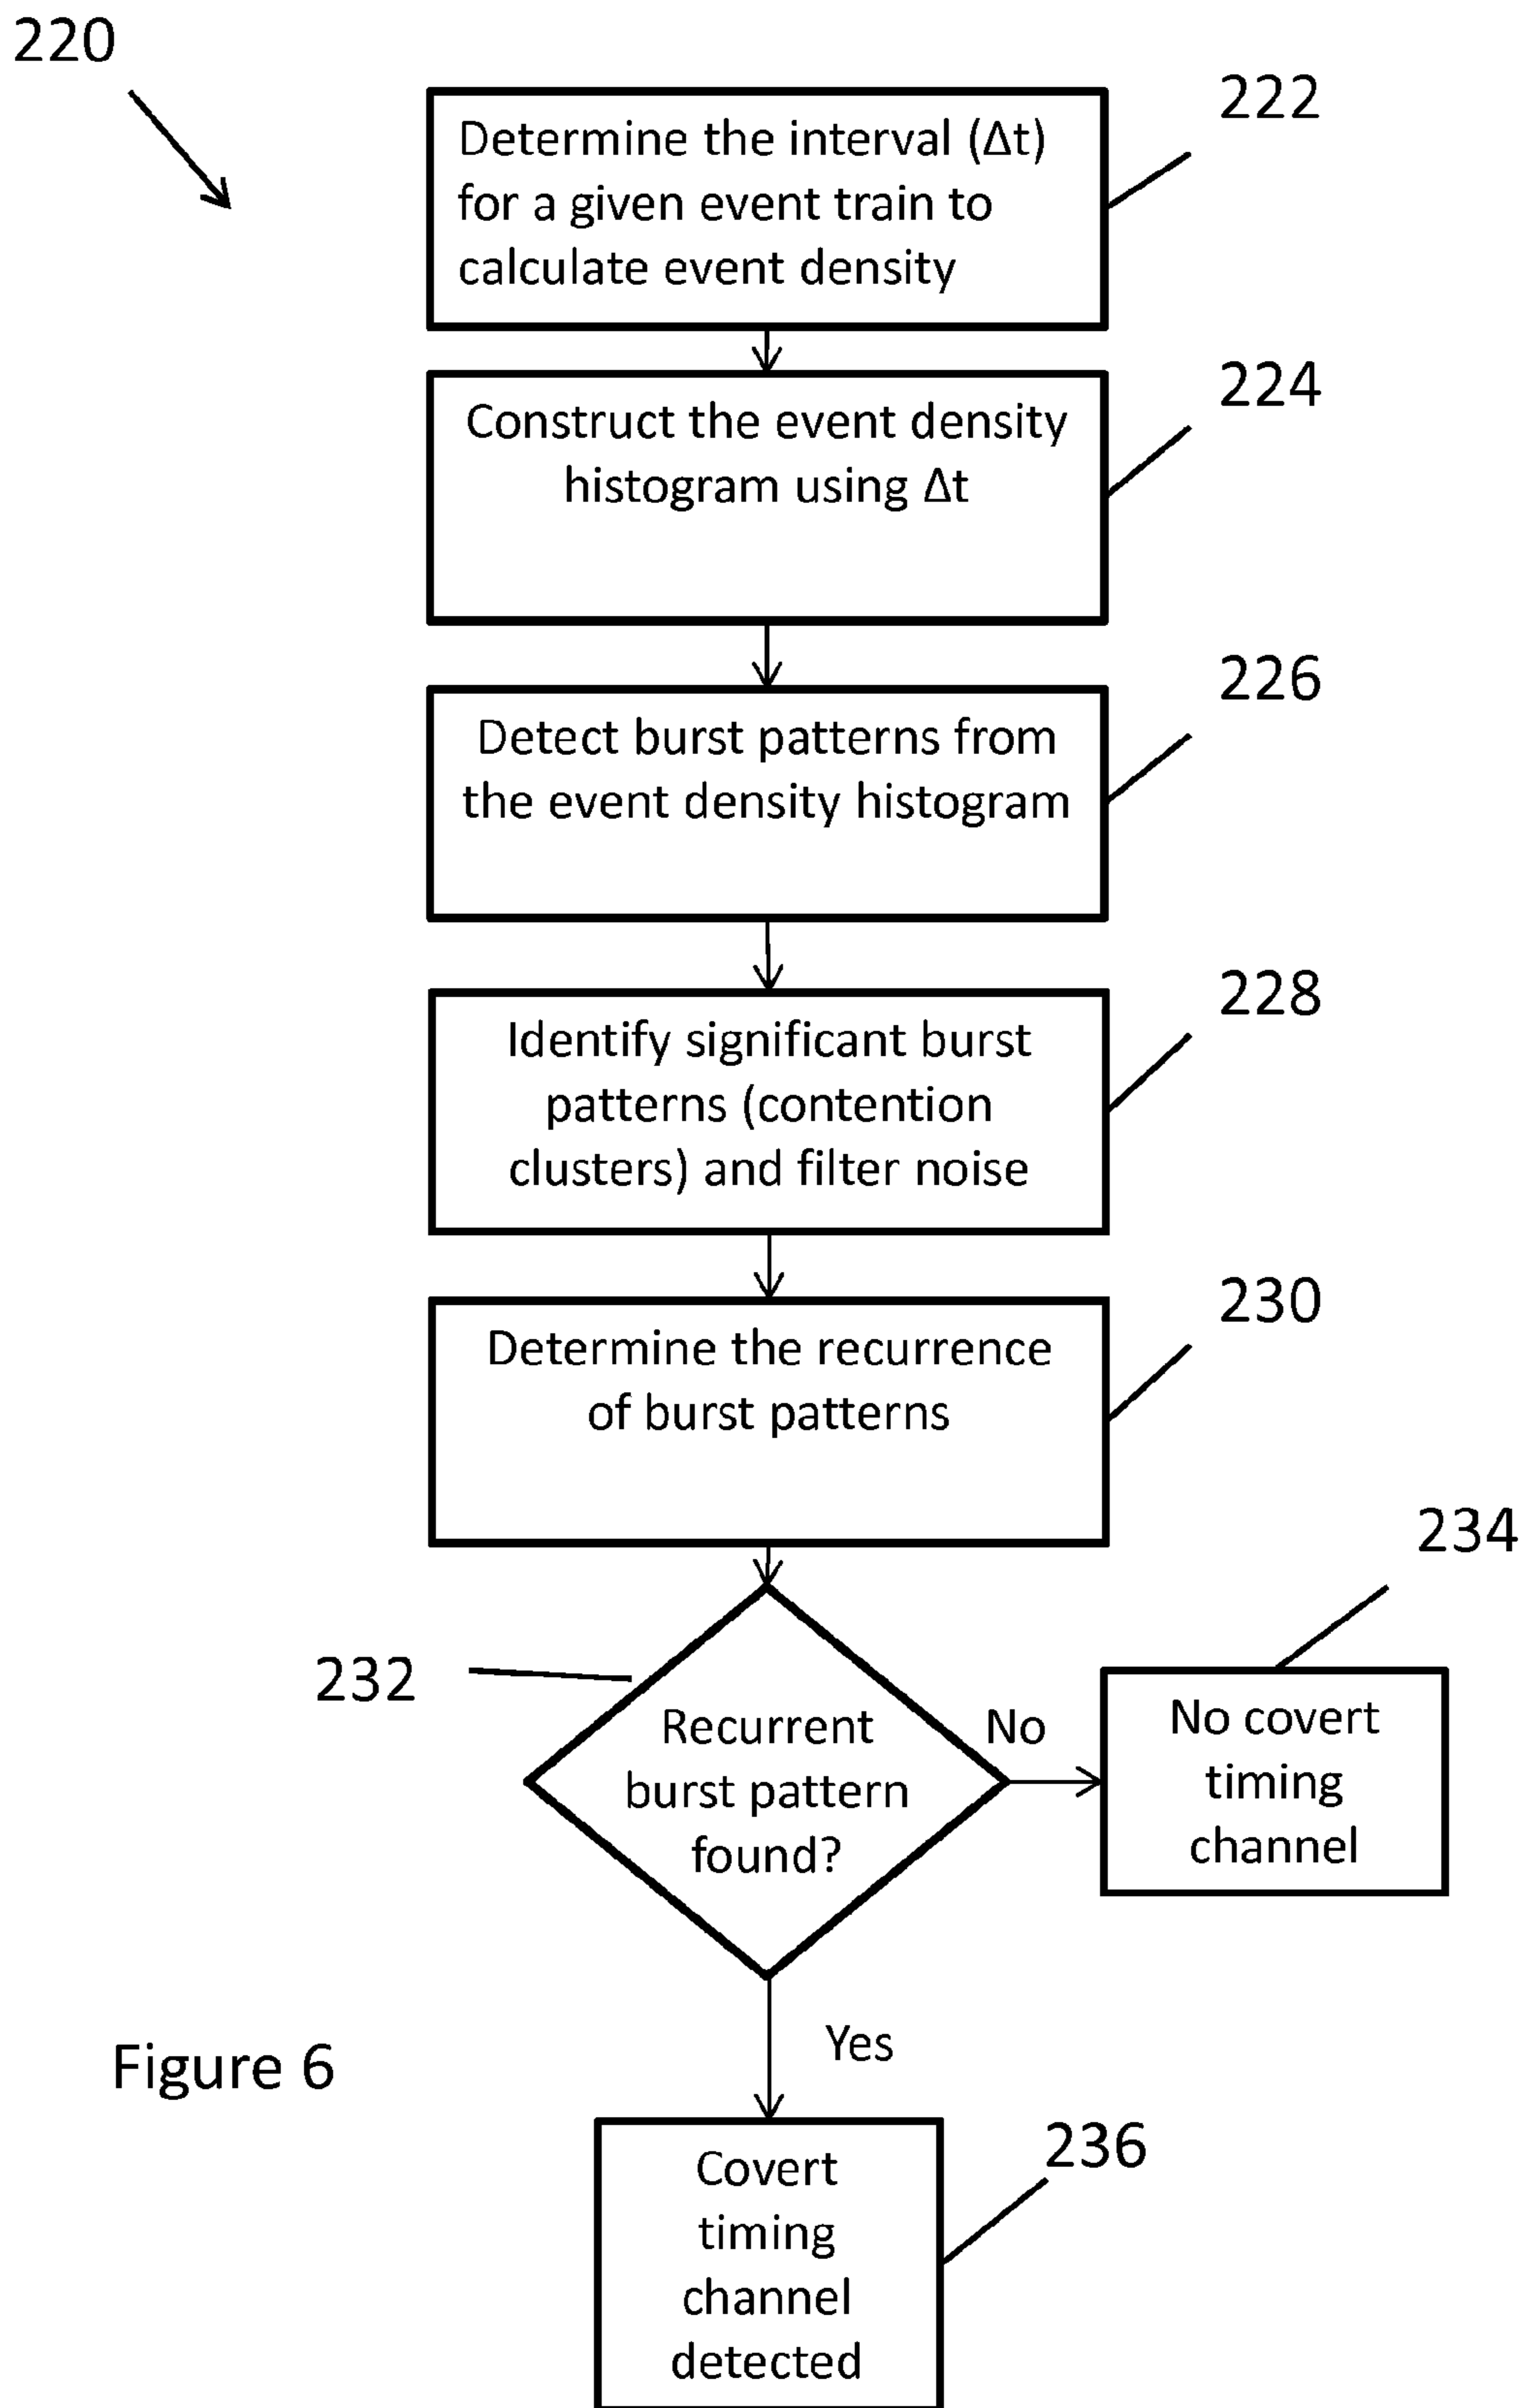 220
222
Determine the interval (Δt)
for a given event train to
calculate event density
224
Construct the event density
histogram using Δt
226
Detect burst patterns from
the event density histogram
228
Identify significant burst
patterns (contention
clusters) and filter noise
230
Determine the recurrence
of burst patterns
234
232
Recurrent
burst pattern
found?
No
No covert
timing
channel
Yes
Figure 6
236
Covert
timing
channel
detected